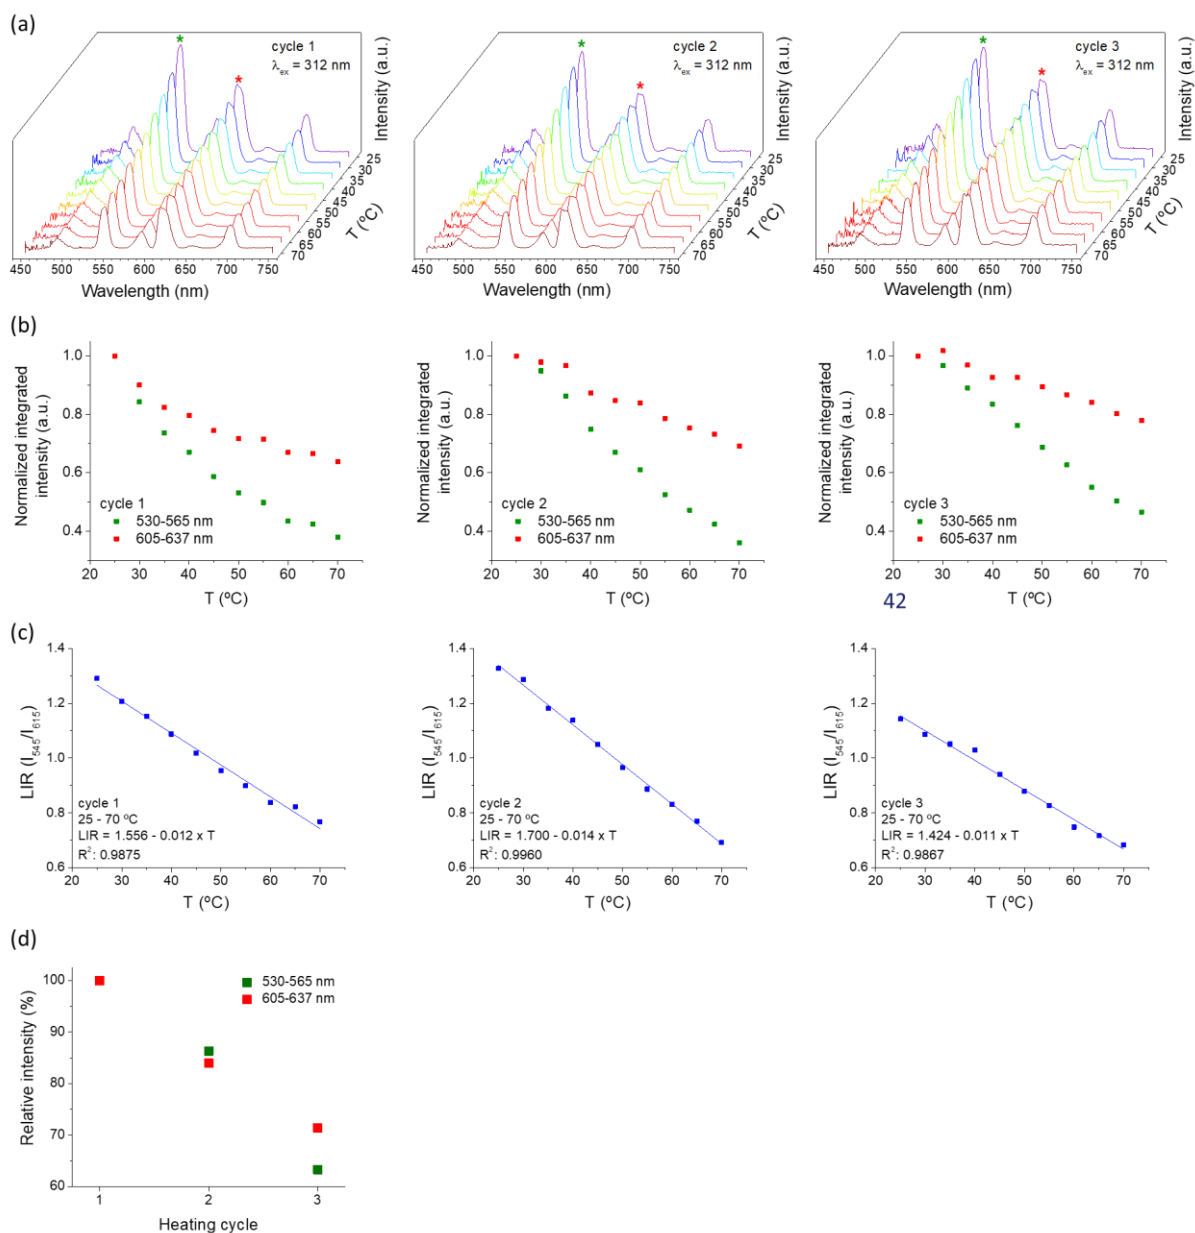 (a)
*
*
cycle 1
λex = 312 nm
Intensity (a.u.)
25
30
35
40
45
50
55
60
65
70
T (ºC)
450 500 550 600 650 700 750
Wavelength (nm)
*
*
cycle 2
λex = 312 nm
Intensity (a.u.)
25
30
35
40
45
50
55
60
65
70
T (ºC)
450 500 550 600 650 700 750
Wavelength (nm)
*
*
cycle 3
λex = 312 nm
Intensity (a.u.)
25
30
35
40
45
50
55
60
65
70
T (ºC)
450 500 550 600 650 700 750
Wavelength (nm)
(b)
Normalized integrated
intensity (a.u.)
1.0
0.8
0.6
0.4
cycle 1
530-565 nm
605-637 nm
20 30 40 50 60 70
T (ºC)
Normalized integrated
intensity (a.u.)
1.0
0.8
0.6
0.4
cycle 2
530-565 nm
605-637 nm
20 30 40 50 60 70
T (ºC)
Normalized integrated
intensity (a.u.)
1.0
0.8
0.6
0.4
cycle 3
530-565 nm
605-637 nm
20 30 40 50 60 70
T (ºC)
42
(c)
LIR (I545/I615)
1.4
1.2
1.0
0.8
0.6
cycle 1
25 - 70 ºC
LIR = 1.556 - 0.012 x T
R2: 0.9875
20 30 40 50 60 70
T (ºC)
LIR (I545/I615)
1.4
1.2
1.0
0.8
0.6
cycle 2
25 - 70 ºC
LIR = 1.700 - 0.014 x T
R2: 0.9960
20 30 40 50 60 70
T (ºC)
LIR (I545/I615)
1.4
1.2
1.0
0.8
0.6
cycle 3
25 - 70 ºC
LIR = 1.424 - 0.011 x T
R2: 0.9867
20 30 40 50 60 70
T (ºC)
(d)
Relative intensity (%)
100
90
80
70
60
530-565 nm
605-637 nm
1 2 3
Heating cycle